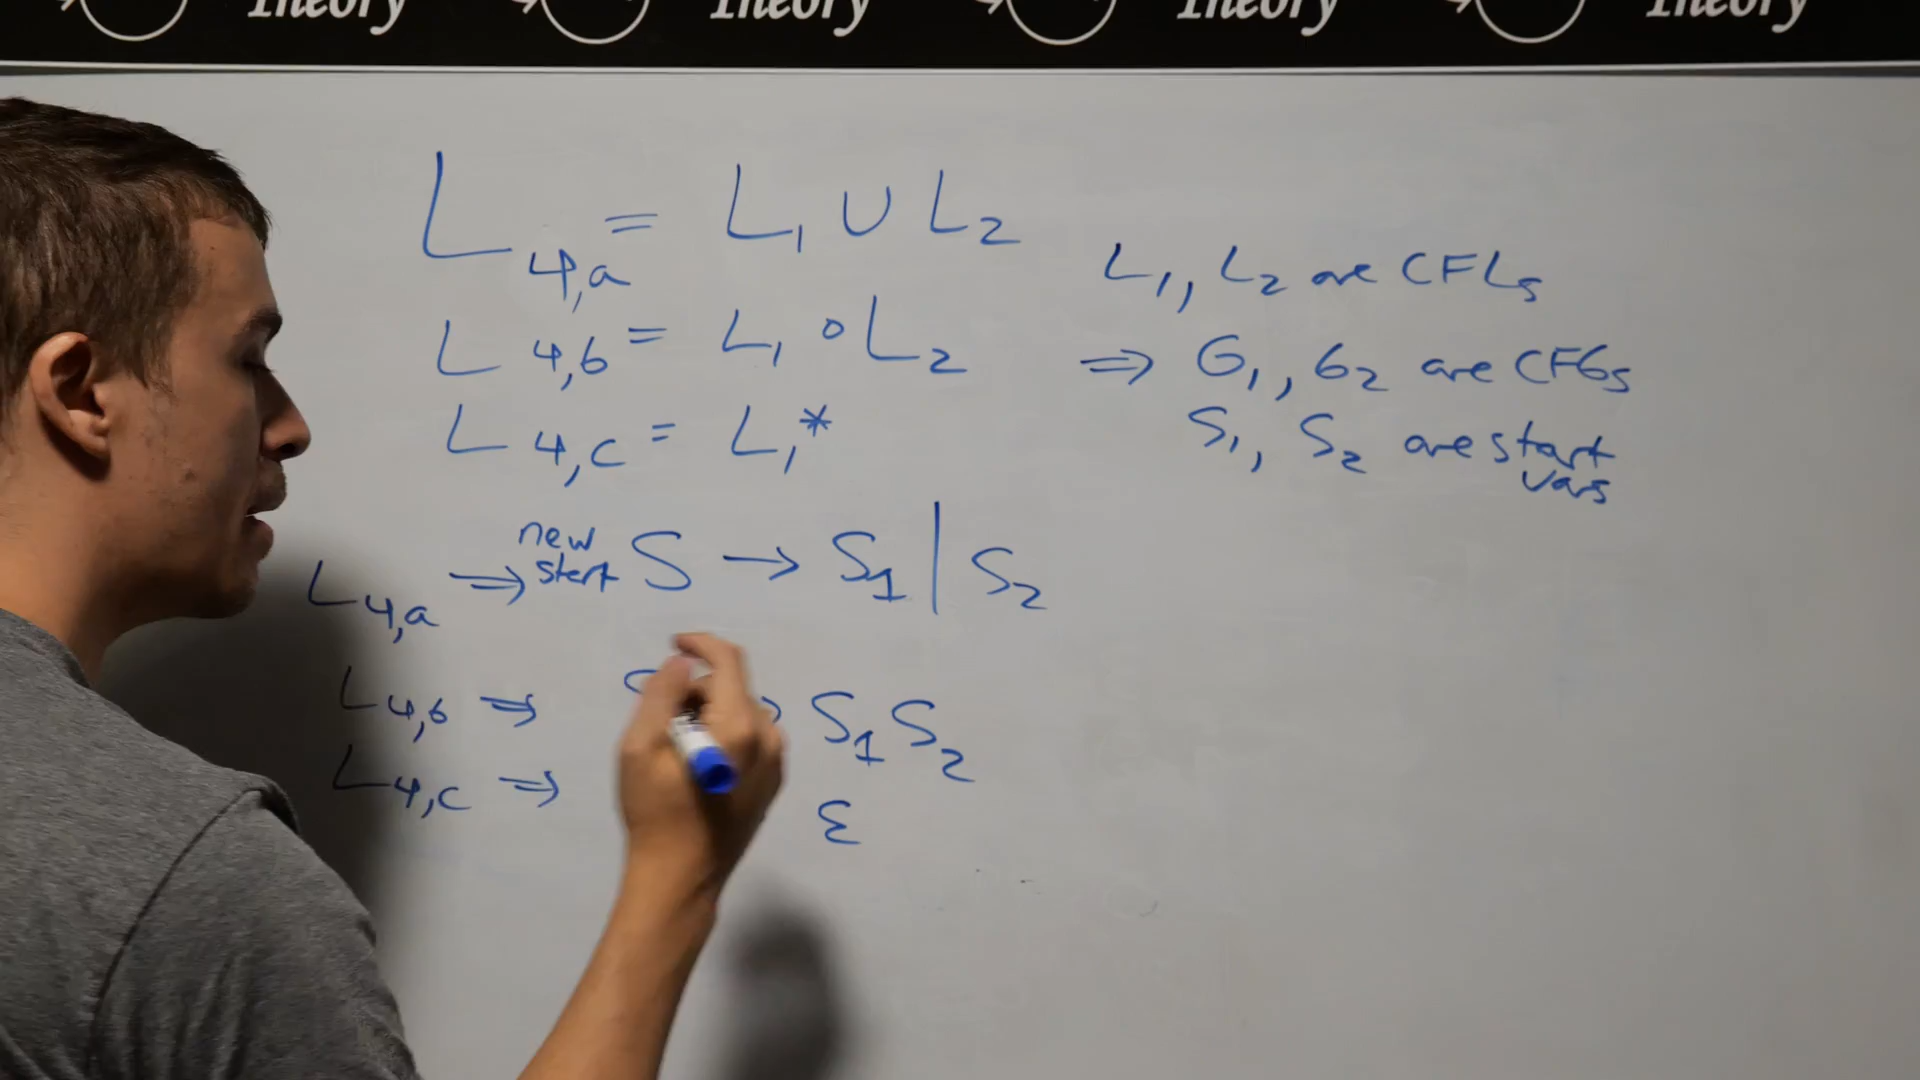 Theory Theory Theory Theory
L4,a = L1 ∪ L2
L4,b = L1 ∘ L2
L4,c = L1*
L1, L2 are CFLs
⇒ G1, G2 are CFGs
S1, S2 are start
vars
L4,a ⇒ new start S → S1 | S2
L4,b ⇒ S → S1 S2
L4,c ⇒ ε